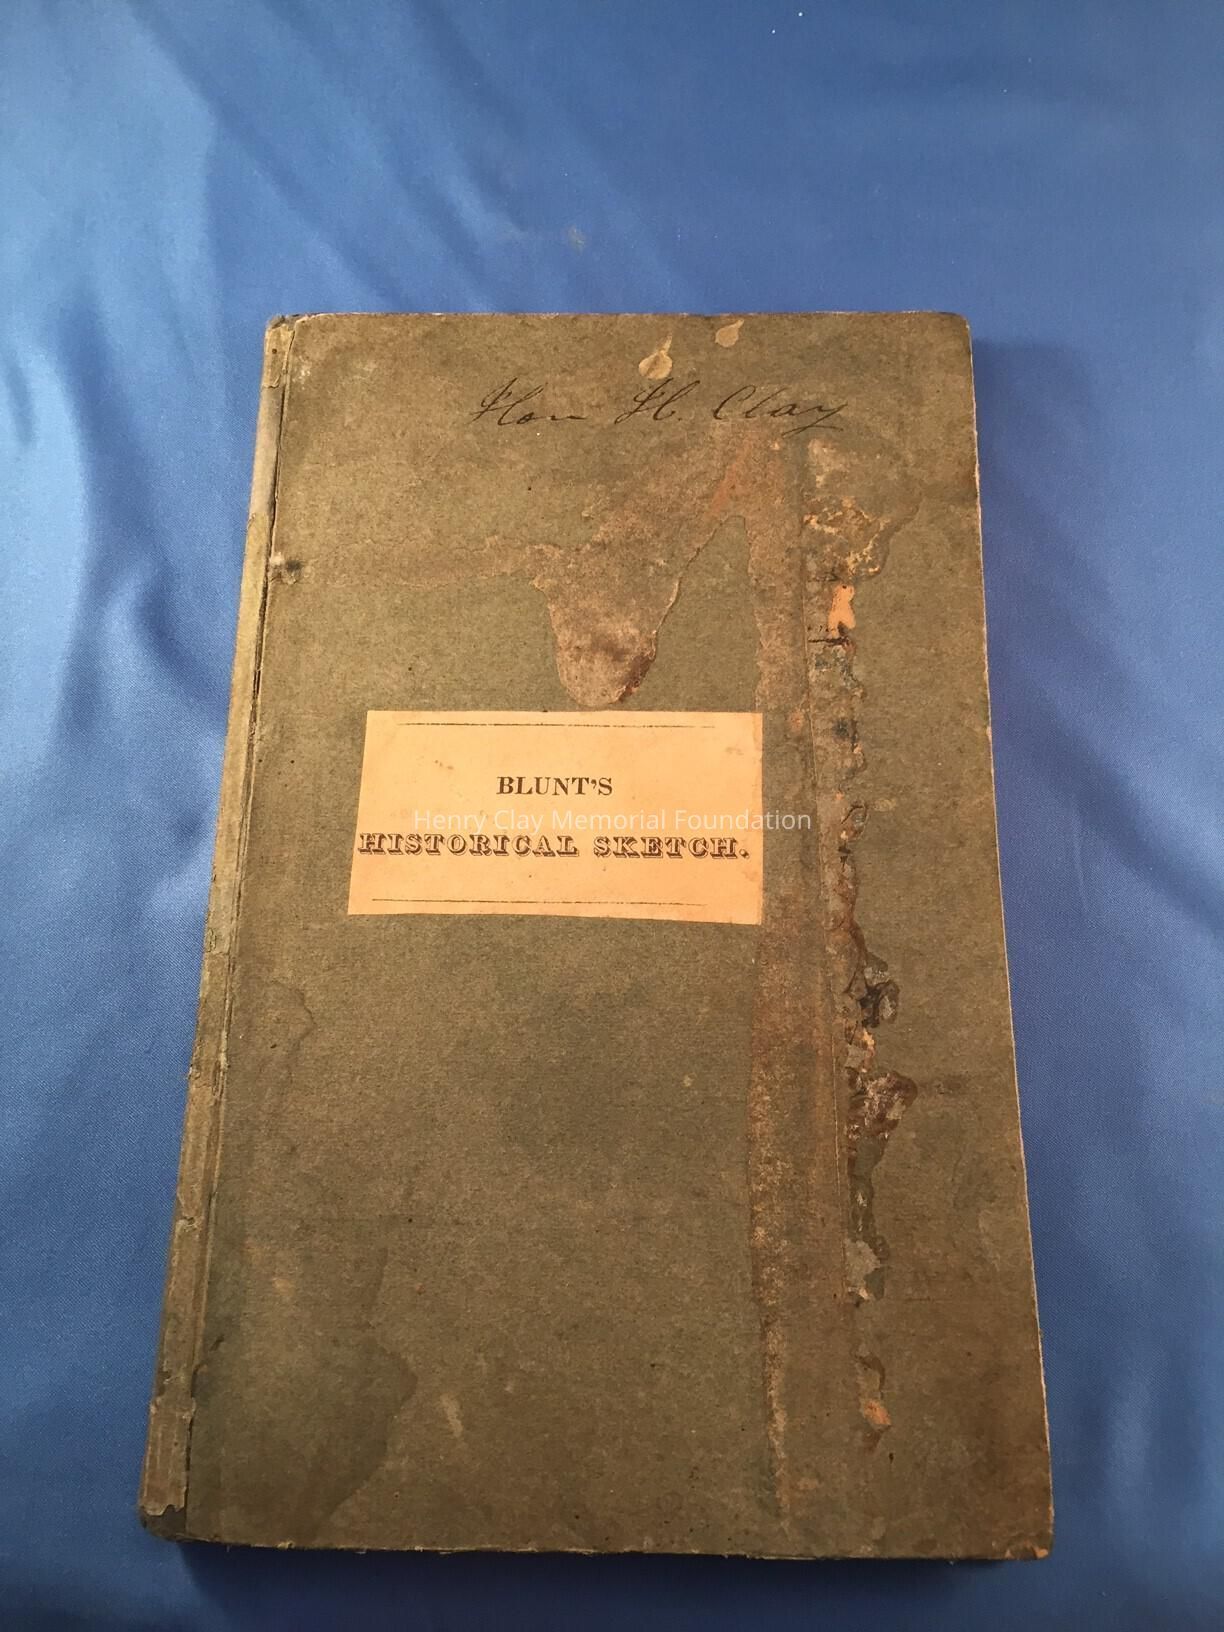 Hon H. Clay
BLUNT'S
Henry Clay Memorial Foundation
HISTORICAL SKETCH.